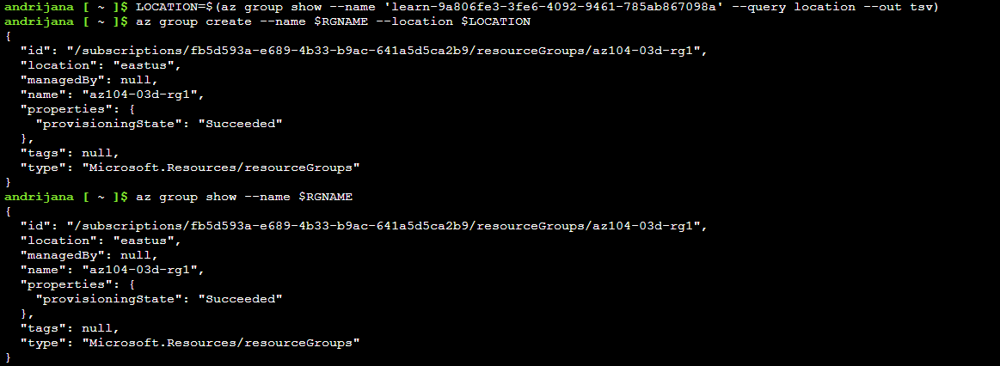 andrijana [ ~ ]$ LOCATION=$(az group show --name 'learn-9a806fe3-3fe6-4092-9461-785ab867098a' --query location --out tsv)
andrijana [ ~ ]$ az group create --name $RGNAME --location $LOCATION
{
  "id": "/subscriptions/fb5d593a-e689-4b33-b9ac-641a5d5ca2b9/resourceGroups/az104-03d-rg1",
  "location": "eastus",
  "managedBy": null,
  "name": "az104-03d-rg1",
  "properties": {
    "provisioningState": "Succeeded"
  },
  "tags": null,
  "type": "Microsoft.Resources/resourceGroups"
}
andrijana [ ~ ]$ az group show --name $RGNAME
{
  "id": "/subscriptions/fb5d593a-e689-4b33-b9ac-641a5d5ca2b9/resourceGroups/az104-03d-rg1",
  "location": "eastus",
  "managedBy": null,
  "name": "az104-03d-rg1",
  "properties": {
    "provisioningState": "Succeeded"
  },
  "tags": null,
  "type": "Microsoft.Resources/resourceGroups"
}